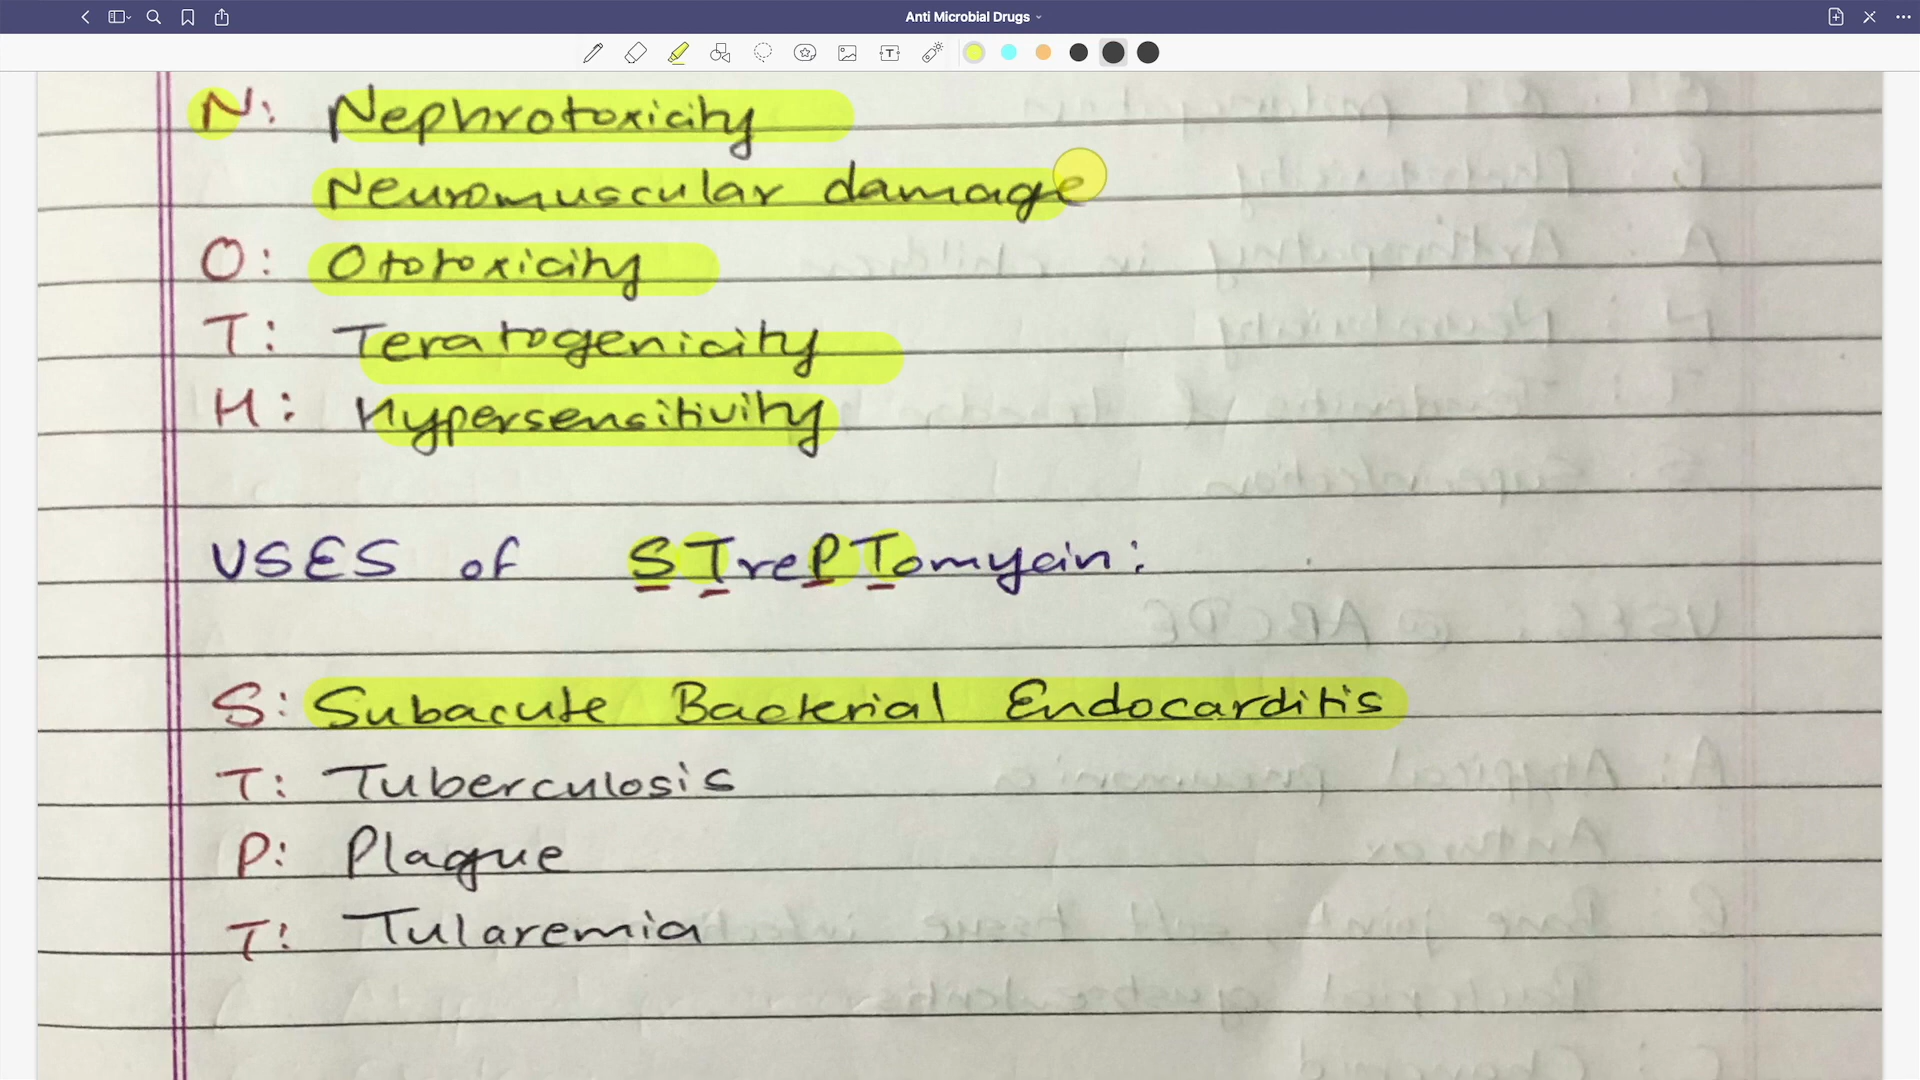 Anti Microbial Drugs
N: Nephrotoxicity
Neuromuscular damage
O: Ototoxicity
T: Teratogenicity
H: Hypersensitivity
USES of STrePTomycin:
S: Subacute Bacterial Endocarditis
T: Tuberculosis
P: Plague
T: Tularemia